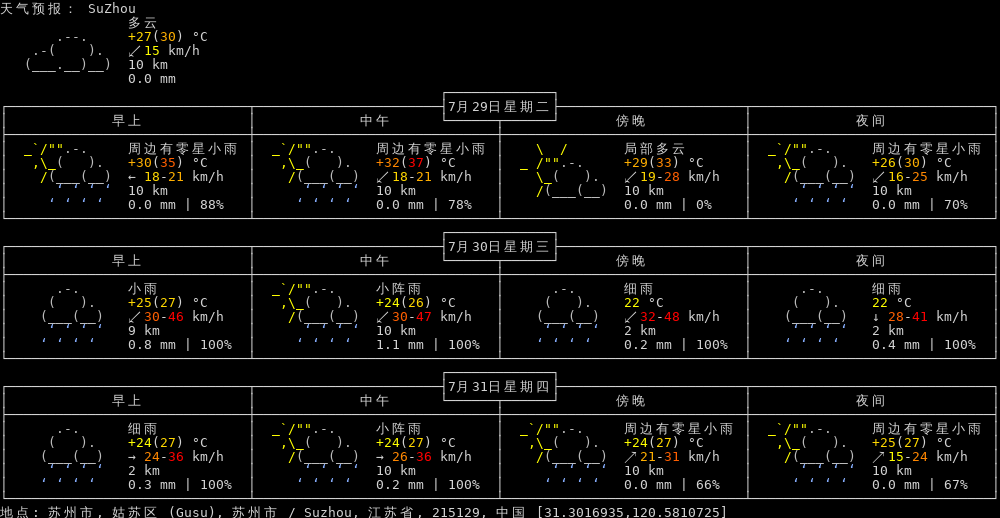 天气预报: SuZhou
多云
+27(30) °C
↙ 15 km/h
10 km
0.0 mm
7月29日星期二
早上 中午 傍晚 夜间
周边有零星小雨 周边有零星小雨 局部多云 周边有零星小雨
+30(35) °C +32(37) °C +29(33) °C +26(30) °C
← 18-21 km/h ↙ 18-21 km/h ↙ 19-28 km/h ↙ 16-25 km/h
10 km 10 km 10 km 10 km
0.0 mm | 88% 0.0 mm | 78% 0.0 mm | 0% 0.0 mm | 70%
7月30日星期三
早上 中午 傍晚 夜间
小雨 小阵雨 细雨 细雨
+25(27) °C +24(26) °C 22 °C 22 °C
↙ 30-46 km/h ↙ 30-47 km/h ↙ 32-48 km/h ↓ 28-41 km/h
9 km 10 km 2 km 2 km
0.8 mm | 100% 1.1 mm | 100% 0.2 mm | 100% 0.4 mm | 100%
7月31日星期四
早上 中午 傍晚 夜间
细雨 小阵雨 周边有零星小雨 周边有零星小雨
+24(27) °C +24(27) °C +24(27) °C +25(27) °C
→ 24-36 km/h → 26-36 km/h ↗ 21-31 km/h ↗ 15-24 km/h
2 km 10 km 10 km 10 km
0.3 mm | 100% 0.2 mm | 100% 0.0 mm | 66% 0.0 mm | 67%
地点: 苏州市, 姑苏区 (Gusu), 苏州市 / Suzhou, 江苏省, 215129, 中国 [31.3016935,120.5810725]